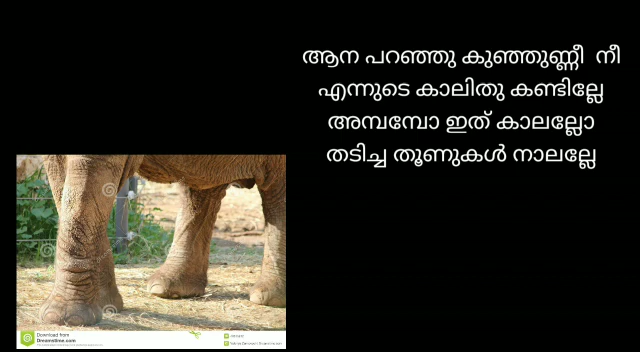 ആന പറഞ്ഞു കുഞ്ഞുണ്ണീ നീ
എന്നുടെ കാലിതു കണ്ടില്ലേ
അമ്പമ്പോ ഇത് കാലല്ലോ
തടിച്ച തൂണുകൾ നാലല്ലേ
Download from
Dreamstime.com